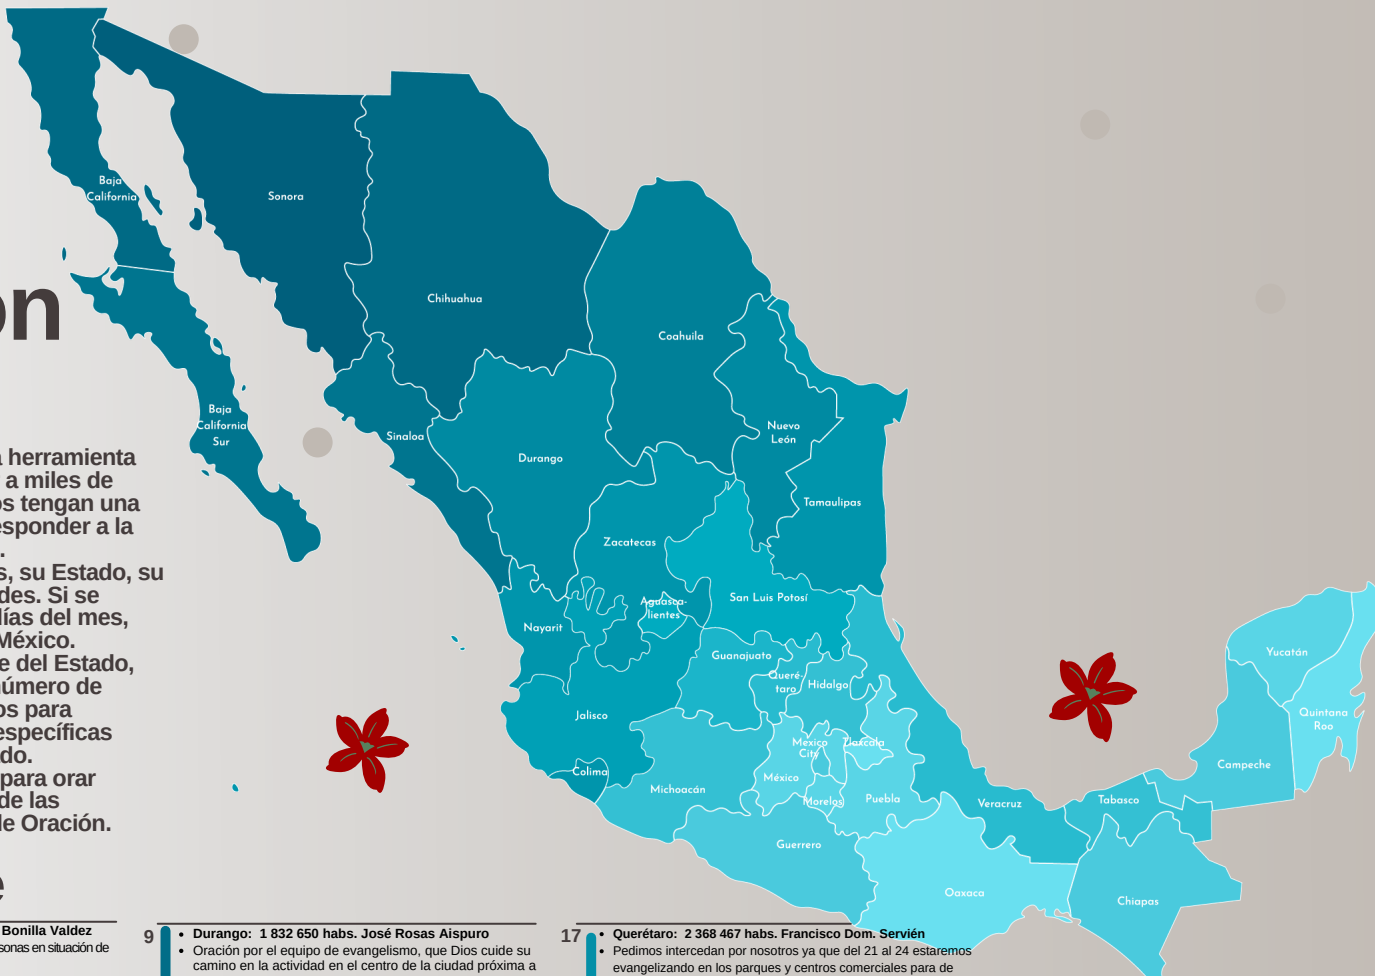 Baja
California
Sonora
Chihuahua
Coahuila
Baja
California
Sur
Sinaloa
Durango
Nuevo
León
Tamaulipas
Zacatecas
San Luis Potosí
Aguasca-
lientes
Nayarit
Guanajuato
Queré-
taro
Hidalgo
Jalisco
Mexico
City
Tlaxcala
Colima
México
Michoacán
Morelos
Puebla
Veracruz
Guerrero
Oaxaca
Tabasco
Chiapas
Campeche
Yucatán
Quintana
Roo
on
a herramienta
a miles de
os tengan una
esponder a la
.
s, su Estado, su
des. Si se
días del mes,
México.
e del Estado,
número de
os para
específicas
do.
para orar
de las
de Oración.
e
Bonilla Valdez
sonas en situación de
9
• Durango: 1 832 650 habs. José Rosas Aispuro
• Oración por el equipo de evangelismo, que Dios cuide su
camino en la actividad en el centro de la ciudad próxima a
17
• Querétaro: 2 368 467 habs. Francisco Dom. Servién
• Pedimos intercedan por nosotros ya que del 21 al 24 estaremos
evangelizando en los parques y centros comerciales para de